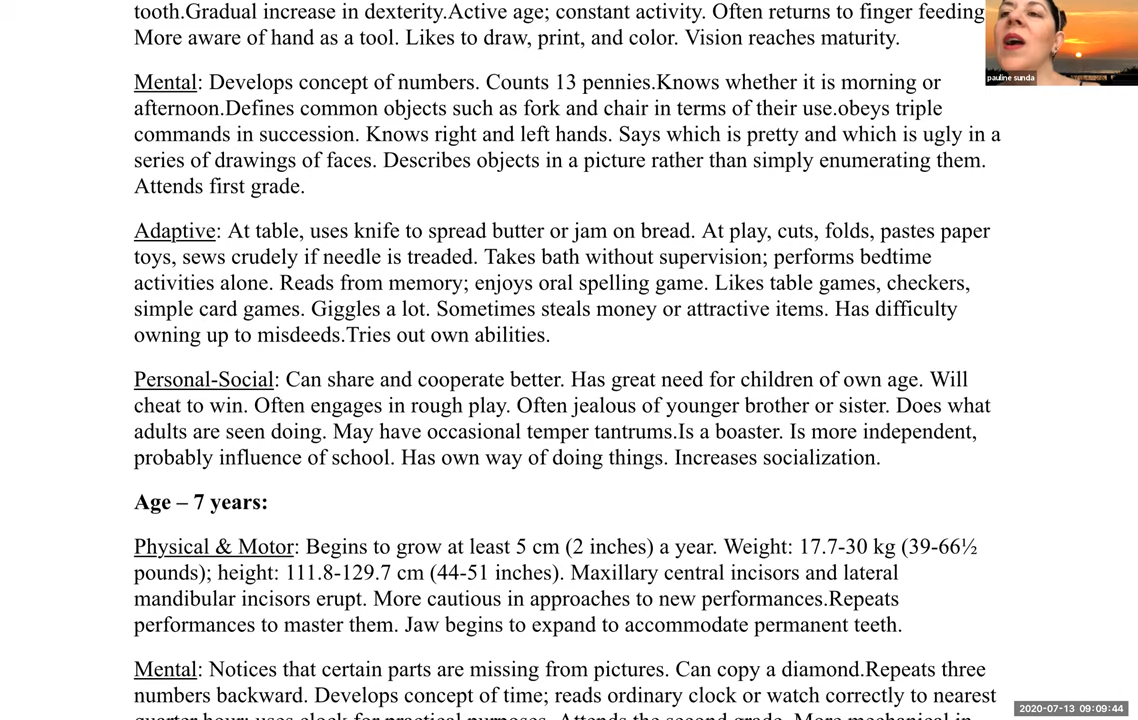 tooth.Gradual increase in dexterity.Active age; constant activity. Often returns to finger feeding
More aware of hand as a tool. Likes to draw, print, and color. Vision reaches maturity.
pauline sunda
Mental: Develops concept of numbers. Counts 13 pennies.Knows whether it is morning or
afternoon.Defines common objects such as fork and chair in terms of their use.obeys triple
commands in succession. Knows right and left hands. Says which is pretty and which is ugly in a
series of drawings of faces. Describes objects in a picture rather than simply enumerating them.
Attends first grade.
Adaptive: At table, uses knife to spread butter or jam on bread. At play, cuts, folds, pastes paper
toys, sews crudely if needle is treaded. Takes bath without supervision; performs bedtime
activities alone. Reads from memory; enjoys oral spelling game. Likes table games, checkers,
simple card games. Giggles a lot. Sometimes steals money or attractive items. Has difficulty
owning up to misdeeds.Tries out own abilities.
Personal-Social: Can share and cooperate better. Has great need for children of own age. Will
cheat to win. Often engages in rough play. Often jealous of younger brother or sister. Does what
adults are seen doing. May have occasional temper tantrums.Is a boaster. Is more independent,
probably influence of school. Has own way of doing things. Increases socialization.
Age – 7 years:
Physical & Motor: Begins to grow at least 5 cm (2 inches) a year. Weight: 17.7-30 kg (39-66½
pounds); height: 111.8-129.7 cm (44-51 inches). Maxillary central incisors and lateral
mandibular incisors erupt. More cautious in approaches to new performances.Repeats
performances to master them. Jaw begins to expand to accommodate permanent teeth.
Mental: Notices that certain parts are missing from pictures. Can copy a diamond.Repeats three
numbers backward. Develops concept of time; reads ordinary clock or watch correctly to nearest
quarter hour; uses clock for practical purposes. Attends the second grade. More mechanical in
2020-07-13 09:09:44